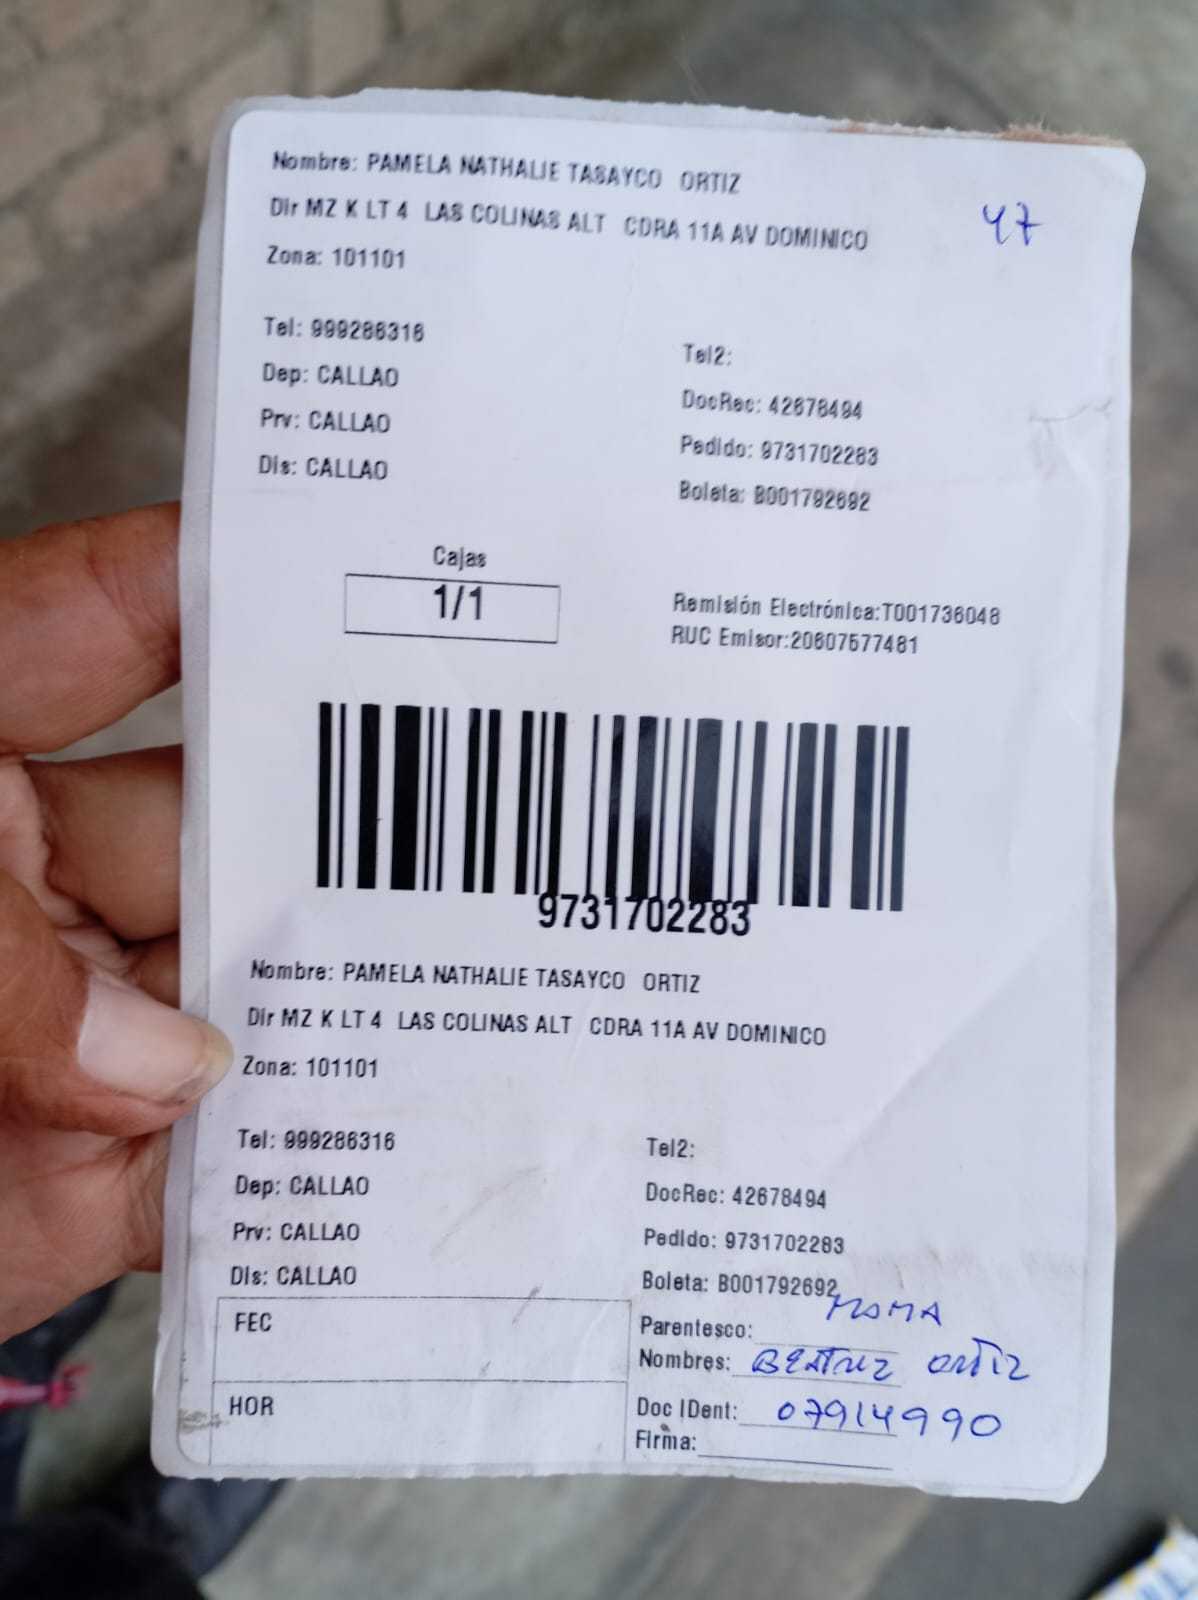 Nombre: PAMELA NATHALIE TASAYCO ORTIZ
Dir MZ K LT 4 LAS COLINAS ALT CDRA 11A AV DOMINICO
47
Zona: 101101
Tel: 999286316
Tel2:
Dep: CALLAO
DocRec: 42678494
Prv: CALLAO
Pedido: 9731702283
Dis: CALLAO
Boleta: B001792692
Cajas
1/1
Remisión Electrónica:T001736048
RUC Emisor:20607577481
9731702283
Nombre: PAMELA NATHALIE TASAYCO ORTIZ
Dir MZ K LT 4 LAS COLINAS ALT CDRA 11A AV DOMINICO
Zona: 101101
Tel: 999286316
Tel2:
Dep: CALLAO
DocRec: 42678494
Prv: CALLAO
Pedido: 9731702283
Dis: CALLAO
Boleta: B001792692
FEC
Parentesco: MAMA
Nombres: BEATRIZ ORTIZ
HOR
Doc IDent: 07914990
Firma: